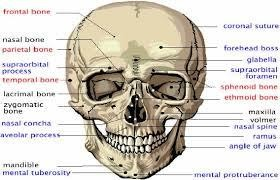 frontal bone
nasal bone
parietal bone
supraorbital
process
temporal bone
lacrimal bone
zygomatic
bone
nasal concha
aveolar process
mandible
mental tuberosity
coronal suture
forehead boss
glabella
supraorbital
foramen
sphenoid bone
ethmoid bone
maxilla
volmer
nasal spine
ramus
angle of jaw
mental protruberance